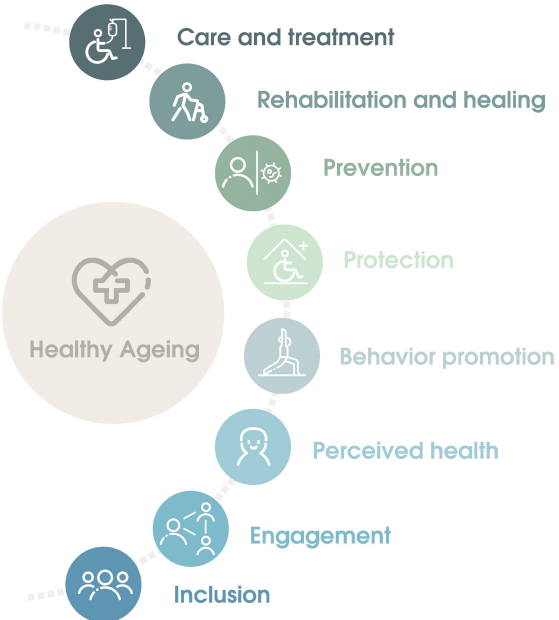 Care and treatment
Rehabilitation and healing
Prevention
Protection
Healthy Ageing
Behavior promotion
Perceived health
Engagement
Inclusion